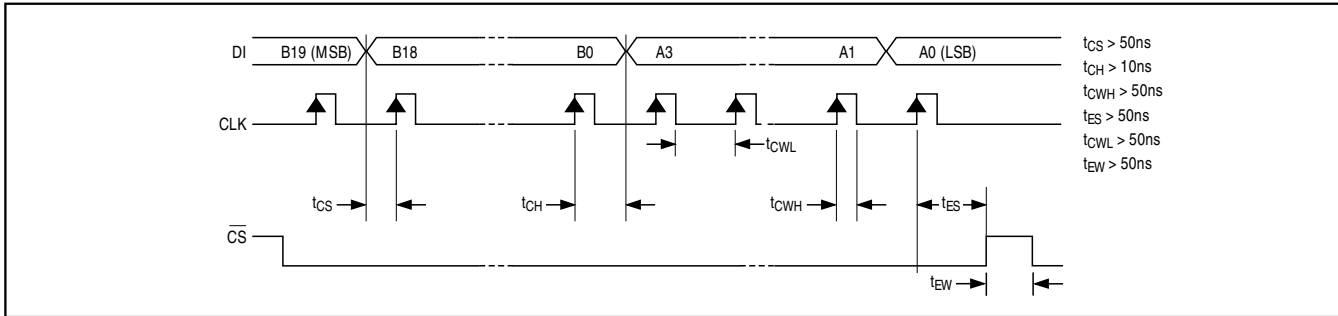 DI B19 (MSB) B18 B0 A3 A1 A0 (LSB)
CLK
tCWL
tCS tCH tCWH tES
CS
tEW
tCS > 50ns
tCH > 10ns
tCWH > 50ns
tES > 50ns
tCWL > 50ns
tEW > 50ns